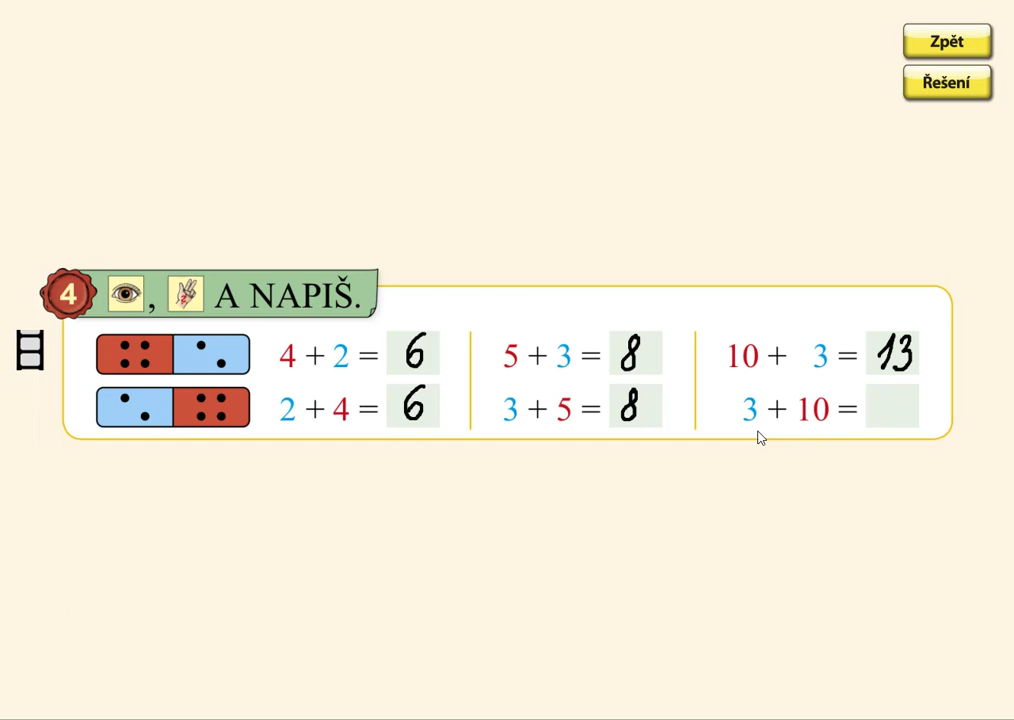 Zpět
Řešení
4 , A NAPIŠ.
4 + 2 = 6 5 + 3 = 8 10 + 3 = 13
2 + 4 = 6 3 + 5 = 8 3 + 10 =